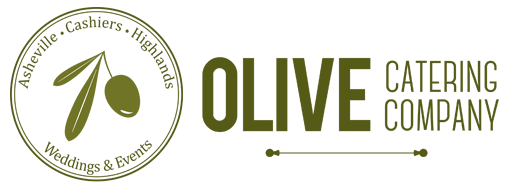 Asheville • Cashiers • Highlands
Weddings & Events
OLIVE
CATERING
COMPANY